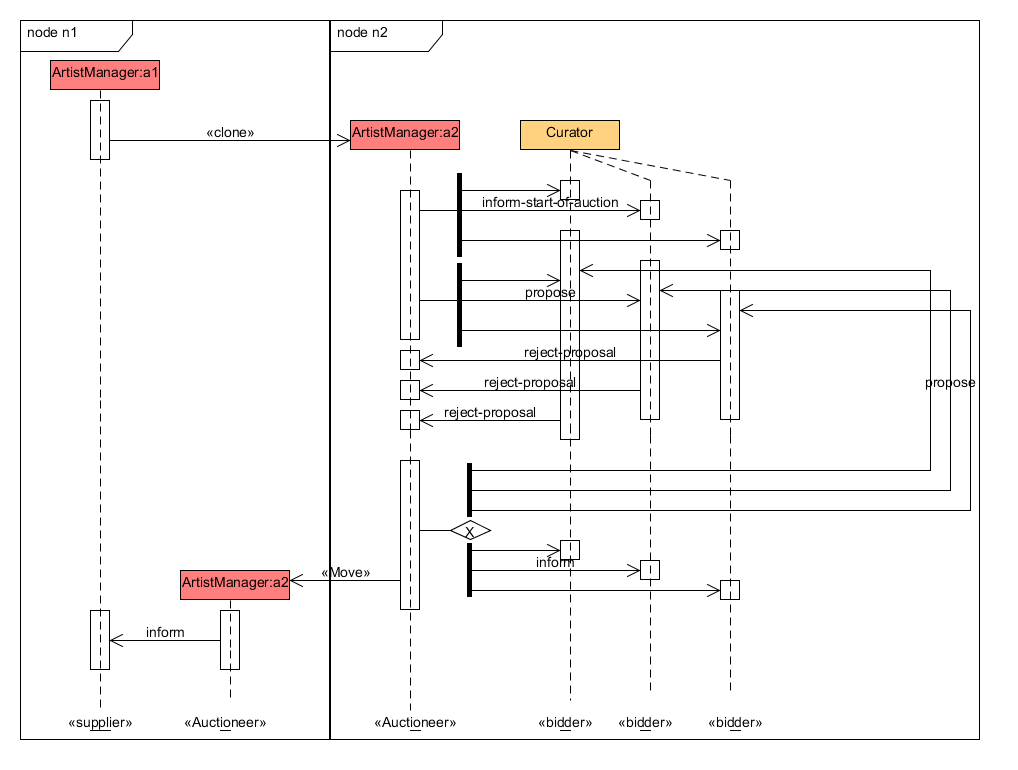 node n1
node n2
ArtistManager:a1
«clone»
ArtistManager:a2
Curator
inform-start-of-auction
propose
reject-proposal
reject-proposal
propose
reject-proposal
X
inform
«Move»
ArtistManager:a2
inform
«supplier»
«Auctioneer»
«Auctioneer»
«bidder»
«bidder»
«bidder»